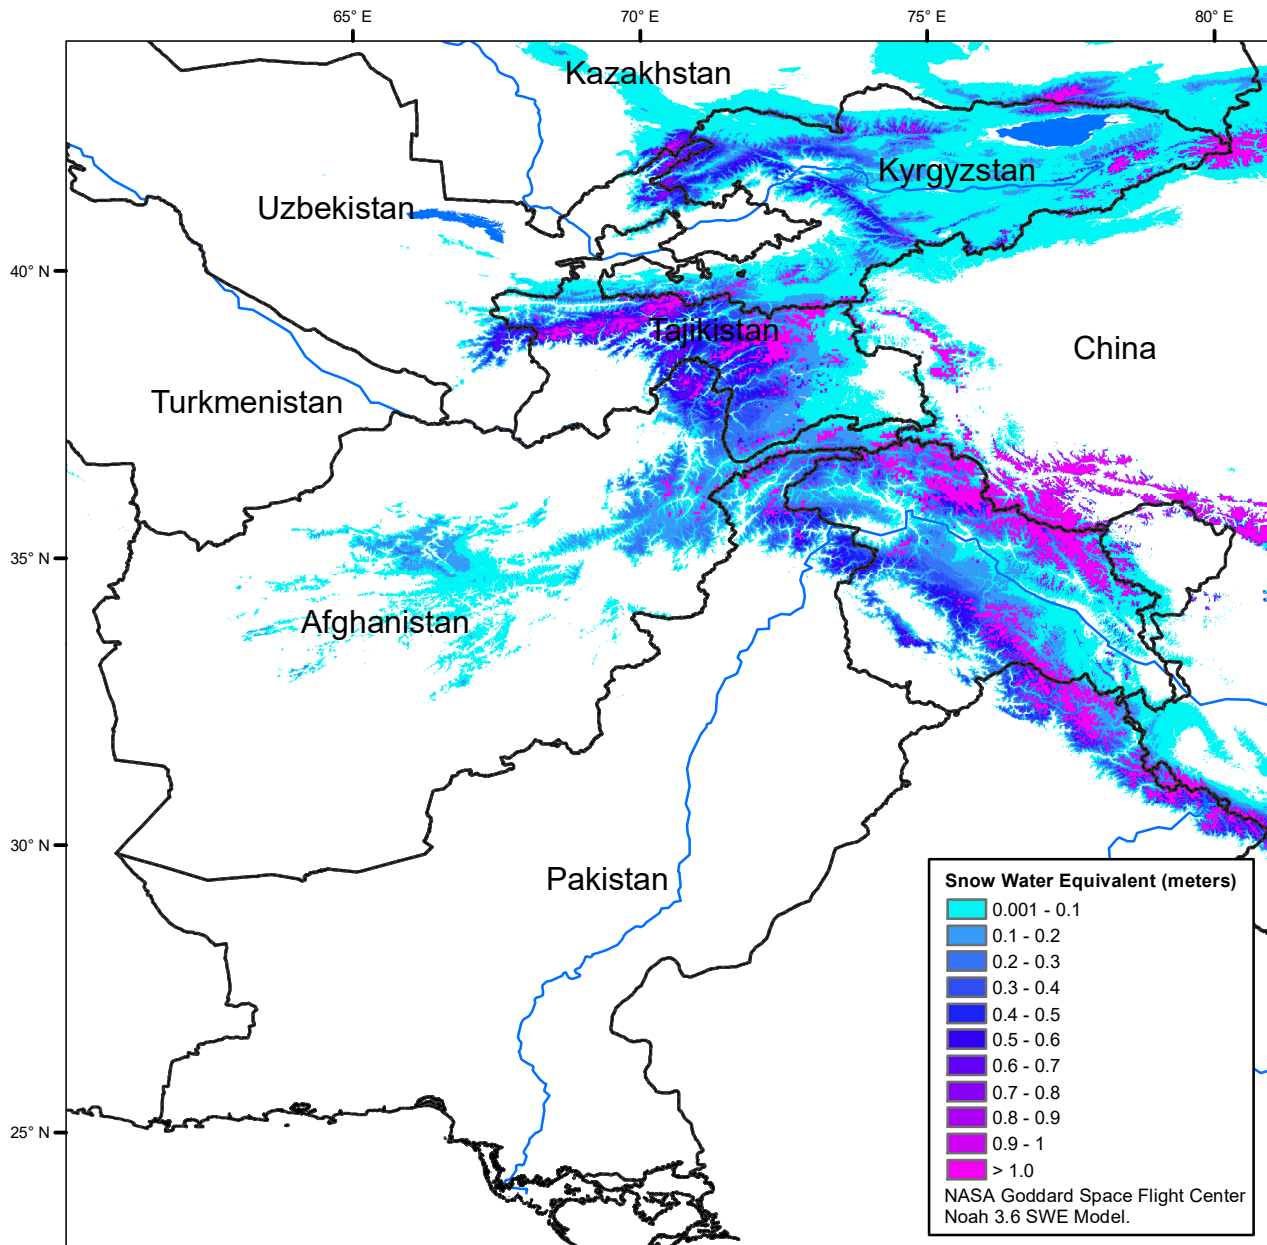 65° E
70° E
75° E
80° E
Kazakhstan
Kyrgyzstan
Uzbekistan
40° N
Tajikistan
China
Turkmenistan
35° N
Afghanistan
30° N
Pakistan
Snow Water Equivalent (meters)
0.001 - 0.1
0.1 - 0.2
0.2 - 0.3
0.3 - 0.4
0.4 - 0.5
0.5 - 0.6
0.6 - 0.7
0.7 - 0.8
0.8 - 0.9
0.9 - 1
> 1.0
25° N
NASA Goddard Space Flight Center
Noah 3.6 SWE Model.